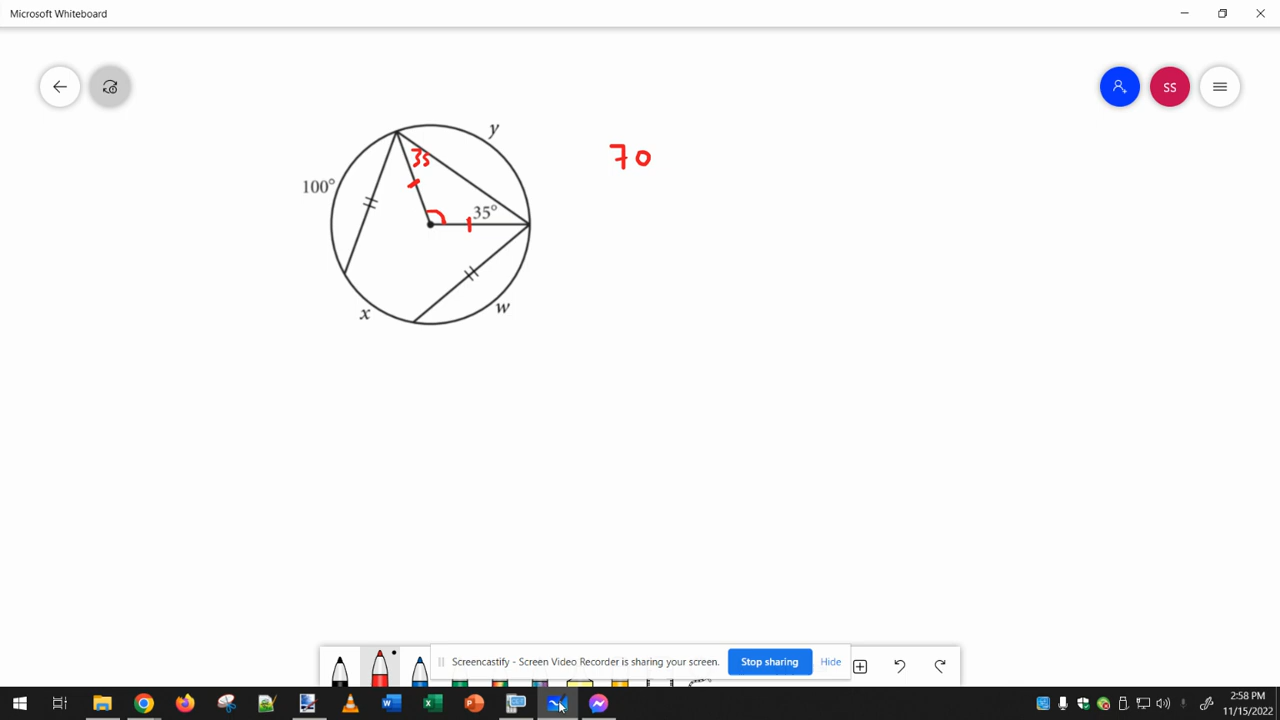 Microsoft Whiteboard
SS
y
70
35
100°
35°
x
w
Screencastify - Screen Video Recorder is sharing your screen.
Stop sharing
Hide
2:58 PM
11/15/2022